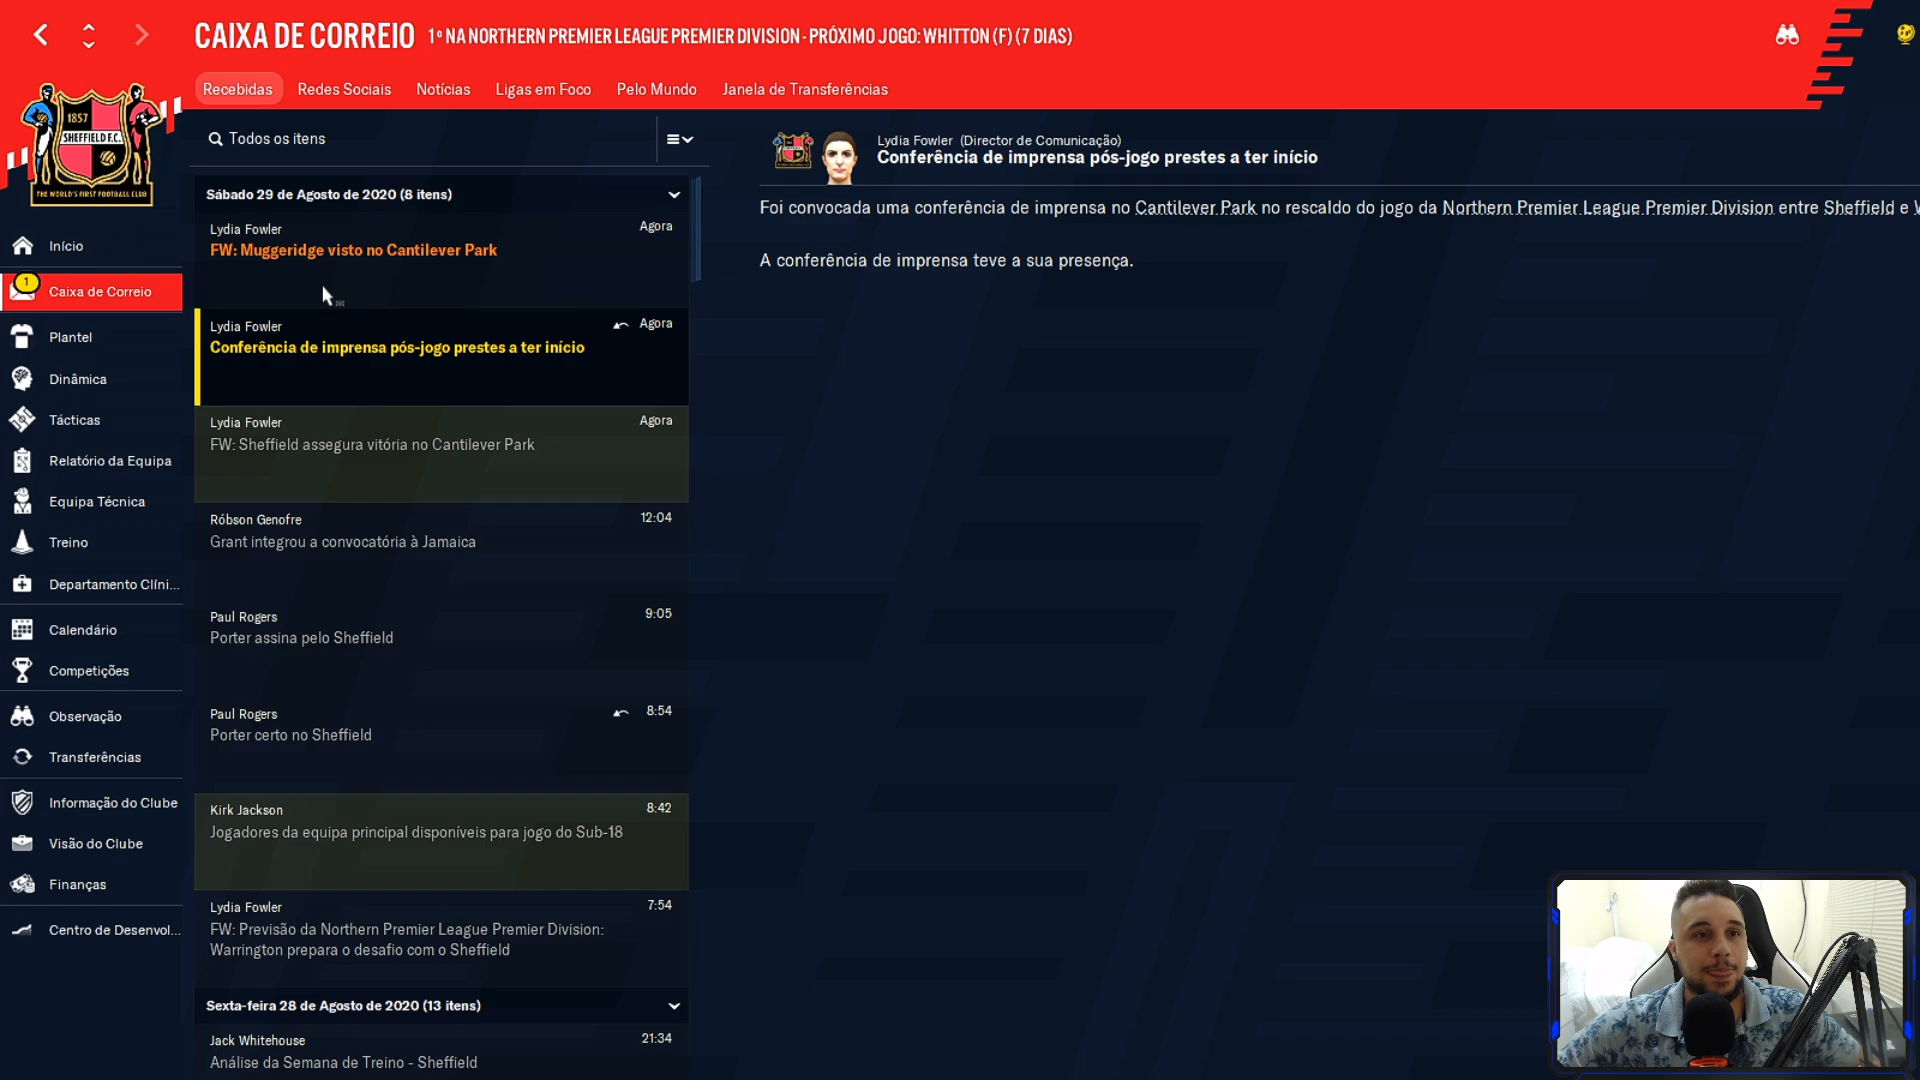 CAIXA DE CORREIO
1º NA NORTHERN PREMIER LEAGUE PREMIER DIVISION - PRÓXIMO JOGO: WHITTON (F) (7 DIAS)
Recebidas Redes Sociais Notícias Ligas em Foco Pelo Mundo Janela de Transferências
1857
SHEFFIELD F.C.
THE WORLD'S FIRST FOOTBALL CLUB
Início
1
Caixa de Correio
Plantel
Dinâmica
Tácticas
Relatório da Equipa
Equipa Técnica
Treino
Departamento Clíni...
Calendário
Competições
Observação
Transferências
Informação do Clube
Visão do Clube
Finanças
Centro de Desenvol...
Todos os itens
Sábado 29 de Agosto de 2020 (8 itens)
Lydia Fowler Agora
FW: Muggeridge visto no Cantilever Park
Lydia Fowler Agora
Conferência de imprensa pós-jogo prestes a ter início
Lydia Fowler Agora
FW: Sheffield assegura vitória no Cantilever Park
Róbson Genofre 12:04
Grant integrou a convocatória à Jamaica
Paul Rogers 9:05
Porter assina pelo Sheffield
Paul Rogers 8:54
Porter certo no Sheffield
Kirk Jackson 8:42
Jogadores da equipa principal disponíveis para jogo do Sub-18
Lydia Fowler 7:54
FW: Previsão da Northern Premier League Premier Division:
Warrington prepara o desafio com o Sheffield
Sexta-feira 28 de Agosto de 2020 (13 itens)
Jack Whitehouse 21:34
Análise da Semana de Treino - Sheffield
Lydia Fowler (Director de Comunicação)
Conferência de imprensa pós-jogo prestes a ter início
Foi convocada uma conferência de imprensa no Cantilever Park no rescaldo do jogo da Northern Premier League Premier Division entre Sheffield e
A conferência de imprensa teve a sua presença.